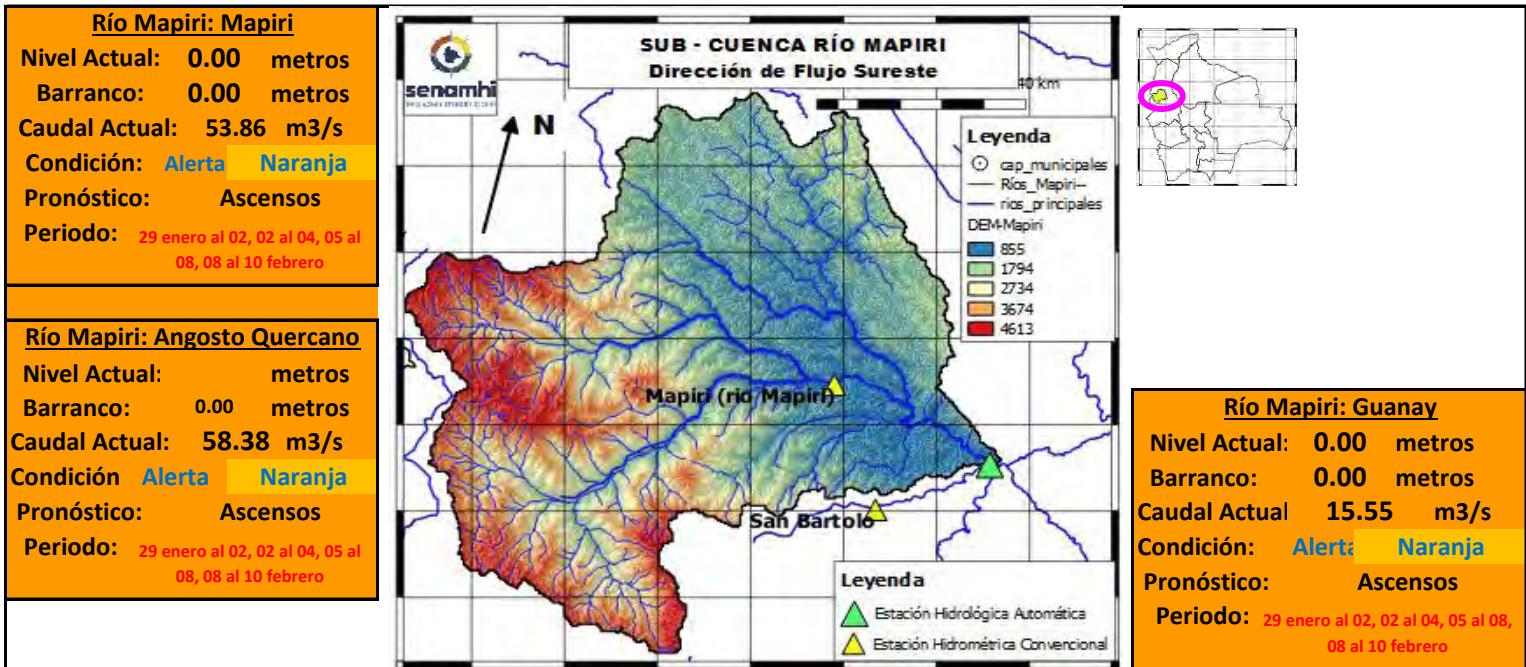 Río Mapiri: Mapiri
Nivel Actual: 0.00 metros
Barranco: 0.00 metros
Caudal Actual: 53.86 m3/s
Condición: Alerta Naranja
Pronóstico: Ascensos
Periodo: 29 enero al 02, 02 al 04, 05 al
08, 08 al 10 febrero
Río Mapiri: Angosto Quercano
Nivel Actual: metros
Barranco: 0.00 metros
Caudal Actual: 58.38 m3/s
Condición Alerta Naranja
Pronóstico: Ascensos
Periodo: 29 enero al 02, 02 al 04, 05 al
08, 08 al 10 febrero
senamhi
SUB - CUENCA RÍO MAPIRI
Dirección de Flujo Sureste
40 km
N
Leyenda
cap_municipales
Ríos_Mapiri--
rios_principales
DEM-Mapiri
855
1794
2734
3674
4613
Mapiri (rio Mapiri)
San Bartolo
Leyenda
Estación Hidrológica Automática
Estación Hidrométrica Convencional
Río Mapiri: Guanay
Nivel Actual: 0.00 metros
Barranco: 0.00 metros
Caudal Actual 15.55 m3/s
Condición: Alerta Naranja
Pronóstico: Ascensos
Periodo: 29 enero al 02, 02 al 04, 05 al 08,
08 al 10 febrero